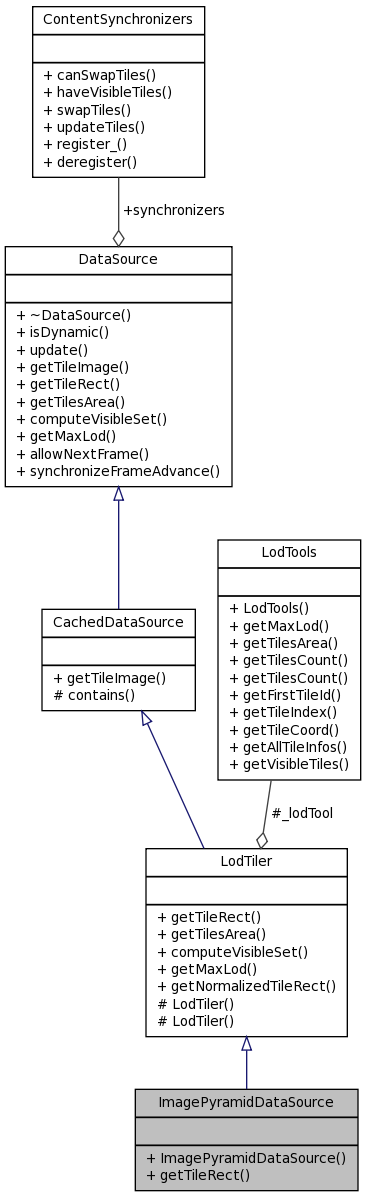 ContentSynchronizers
+ canSwapTiles()
+ haveVisibleTiles()
+ swapTiles()
+ updateTiles()
+ register_()
+ deregister()
+synchronizers
DataSource
+ ~DataSource()
+ isDynamic()
+ update()
+ getTileImage()
+ getTileRect()
+ getTilesArea()
+ computeVisibleSet()
+ getMaxLod()
+ allowNextFrame()
+ synchronizeFrameAdvance()
CachedDataSource
+ getTileImage()
# contains()
LodTools
+ LodTools()
+ getMaxLod()
+ getTilesArea()
+ getTilesCount()
+ getTilesCount()
+ getFirstTileId()
+ getTileIndex()
+ getTileCoord()
+ getAllTileInfos()
+ getVisibleTiles()
#_lodTool
LodTiler
+ getTileRect()
+ getTilesArea()
+ computeVisibleSet()
+ getMaxLod()
+ getNormalizedTileRect()
# LodTiler()
# LodTiler()
ImagePyramidDataSource
+ ImagePyramidDataSource()
+ getTileRect()